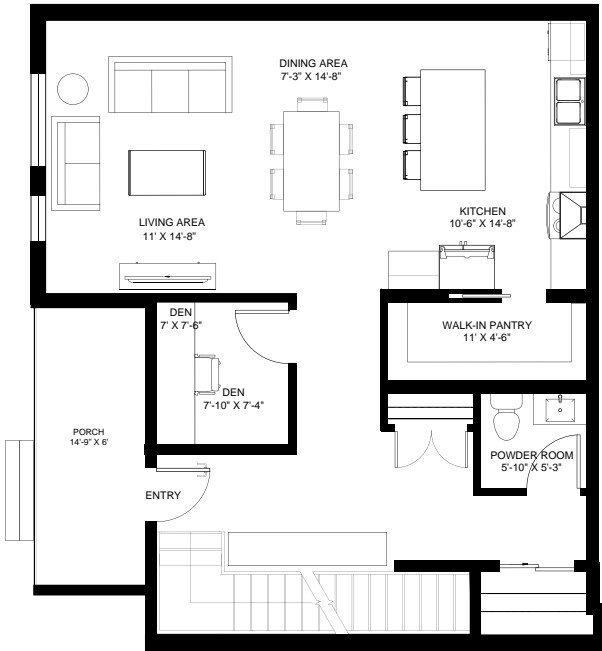 DINING AREA
7'-3" X 14'-8"
LIVING AREA
11' X 14'-8"
KITCHEN
10'-6" X 14'-8"
DEN
7' X 7'-6"
WALK-IN PANTRY
11' X 4'-6"
DEN
7'-10" X 7'-4"
PORCH
14'-9" X 6'
POWDER ROOM
5'-10" X 5'-3"
ENTRY